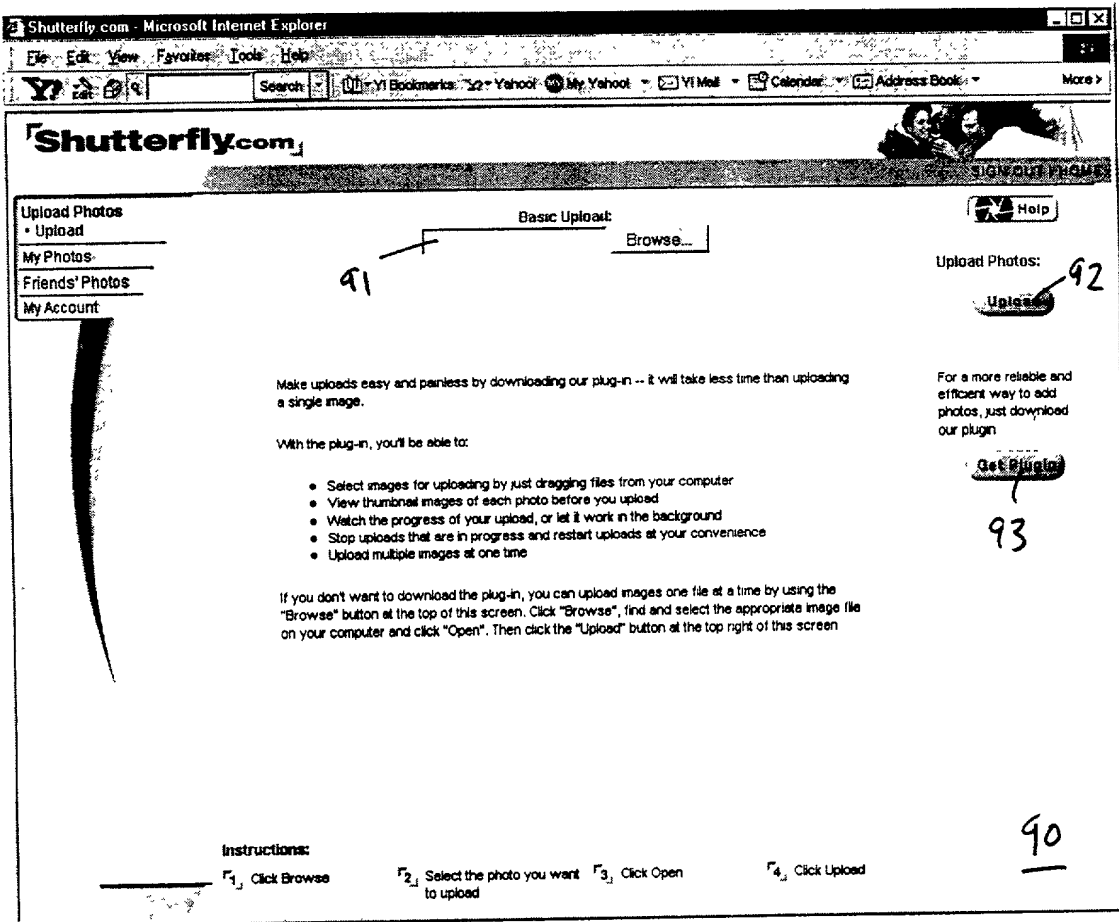 Shutterfly.com - Microsoft Internet Explorer
File Edit View Favorites Tools Help
Y? Edit Search Y! Bookmarks Yahoo! My Yahoo! Y! Mail Calendar Address Book More >
Shutterfly.com
SIGN OUT HOME
Upload Photos
• Upload
My Photos
Friends' Photos
My Account
Basic Upload:
Browse...
91
Help
Upload Photos:
92
Upload
Make uploads easy and painless by downloading our plug-in -- it will take less time than uploading
a single image.
With the plug-in, you'll be able to:
• Select images for uploading by just dragging files from your computer
• View thumbnail images of each photo before you upload
• Watch the progress of your upload, or let it work in the background
• Stop uploads that are in progress and restart uploads at your convenience
• Upload multiple images at one time
If you don't want to download the plug-in, you can upload images one file at a time by using the
"Browse" button at the top of this screen. Click "Browse", find and select the appropriate image file
on your computer and click "Open". Then click the "Upload" button at the top right of this screen
For a more reliable and
efficient way to add
photos, just download
our plugin
Get Plugin
93
90
Instructions:
1 Click Browse
2 Select the photo you want
to upload
3 Click Open
4 Click Upload